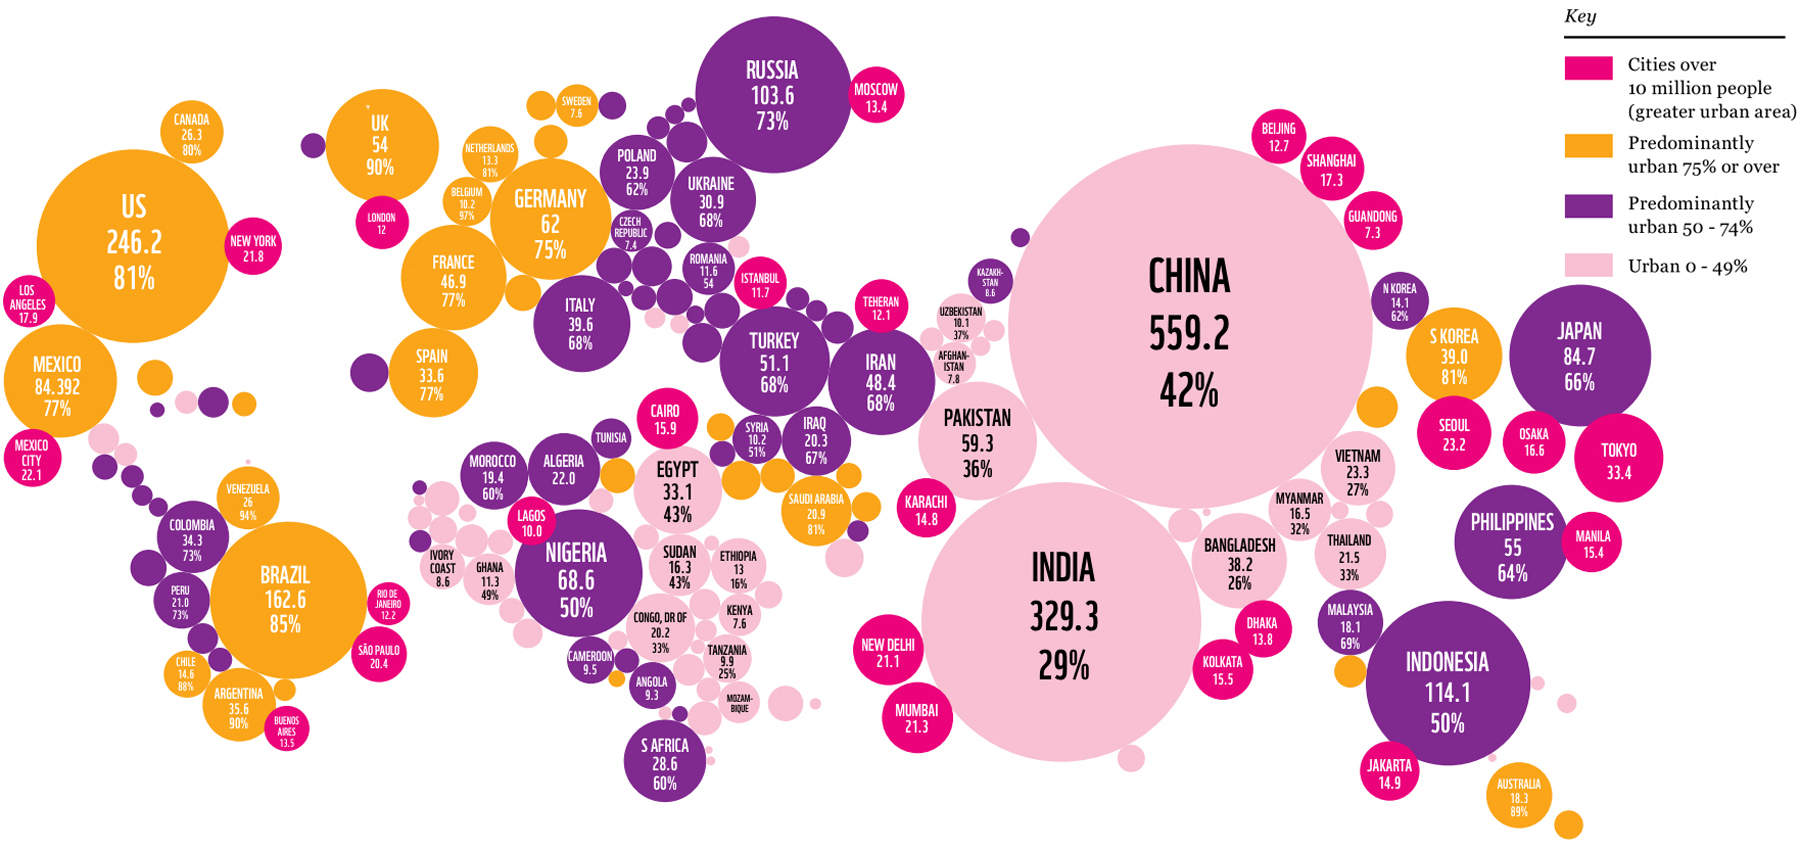 Key
Cities over
10 million people
(greater urban area)
Predominantly
urban 75% or over
Predominantly
urban 50 - 74%
Urban 0 - 49%
CANADA
26.3
80%
US
246.2
81%
NEW YORK
21.8
LOS
ANGELES
17.9
MEXICO
84.392
77%
MEXICO
CITY
22.1
VENEZUELA
26
94%
COLOMBIA
34.3
73%
PERU
21.0
73%
BRAZIL
162.6
85%
RIO DE
JANEIRO
12.2
SÃO PAULO
20.4
CHILE
14.6
88%
ARGENTINA
35.6
90%
BUENOS
AIRES
13.5
UK
54
90%
LONDON
12
SWEDEN
7.6
NETHERLANDS
13.3
81%
BELGIUM
10.2
97%
GERMANY
62
75%
FRANCE
46.9
77%
SPAIN
33.6
77%
ITALY
39.6
68%
POLAND
23.9
62%
CZECH
REPUBLIC
7.4
UKRAINE
30.9
68%
ROMANIA
11.6
54
RUSSIA
103.6
73%
MOSCOW
13.4
ISTANBUL
11.7
TURKEY
51.1
68%
TEHERAN
12.1
IRAN
48.4
68%
SYRIA
10.2
51%
IRAQ
20.3
67%
SAUDI ARABIA
20.9
81%
CAIRO
15.9
EGYPT
33.1
43%
TUNISIA
ALGERIA
22.0
MOROCCO
19.4
60%
LAGOS
10.0
NIGERIA
68.6
50%
IVORY
COAST
8.6
GHANA
11.3
49%
SUDAN
16.3
43%
ETHIOPIA
13
16%
KENYA
7.6
CONGO, DR OF
20.2
33%
TANZANIA
9.9
25%
CAMEROON
9.5
ANGOLA
9.3
MOZAM-
BIQUE
S AFRICA
28.6
60%
KAZAKH-
STAN
8.6
UZBEKISTAN
10.1
37%
AFGHAN-
ISTAN
7.8
PAKISTAN
59.3
36%
KARACHI
14.8
CHINA
559.2
42%
BEIJING
12.7
SHANGHAI
17.3
GUANDONG
7.3
INDIA
329.3
29%
NEW DELHI
21.1
MUMBAI
21.3
BANGLADESH
38.2
26%
DHAKA
13.8
KOLKATA
15.5
MYANMAR
16.5
32%
VIETNAM
23.3
27%
THAILAND
21.5
33%
MALAYSIA
18.1
69%
INDONESIA
114.1
50%
JAKARTA
14.9
N KOREA
14.1
62%
S KOREA
39.0
81%
SEOUL
23.2
JAPAN
84.7
66%
OSAKA
16.6
TOKYO
33.4
PHILIPPINES
55
64%
MANILA
15.4
AUSTRALIA
18.3
89%